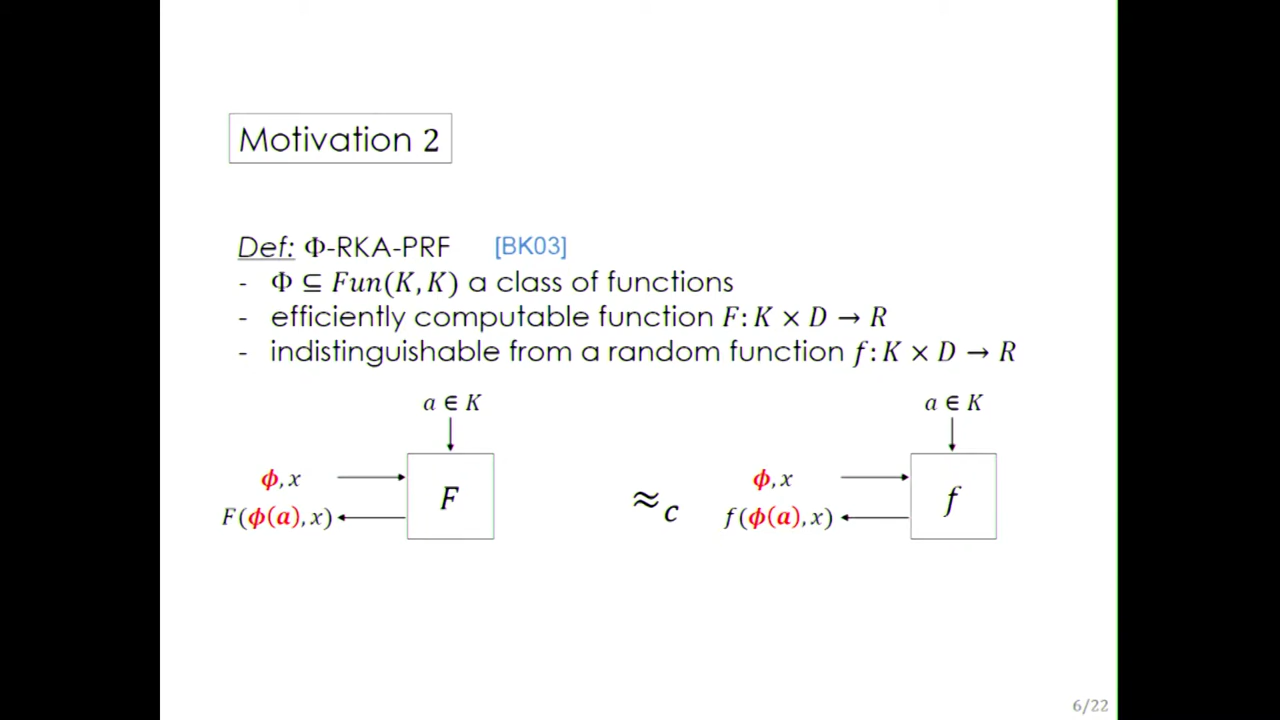 Motivation 2
Def: Φ-RKA-PRF [BK03]
- Φ ⊆ Fun(K, K) a class of functions
- efficiently computable function F: K × D → R
- indistinguishable from a random function f: K × D → R
a ∈ K
a ∈ K
ϕ, x
F
F(ϕ(a), x)
≈c
ϕ, x
f
f(ϕ(a), x)
6/22